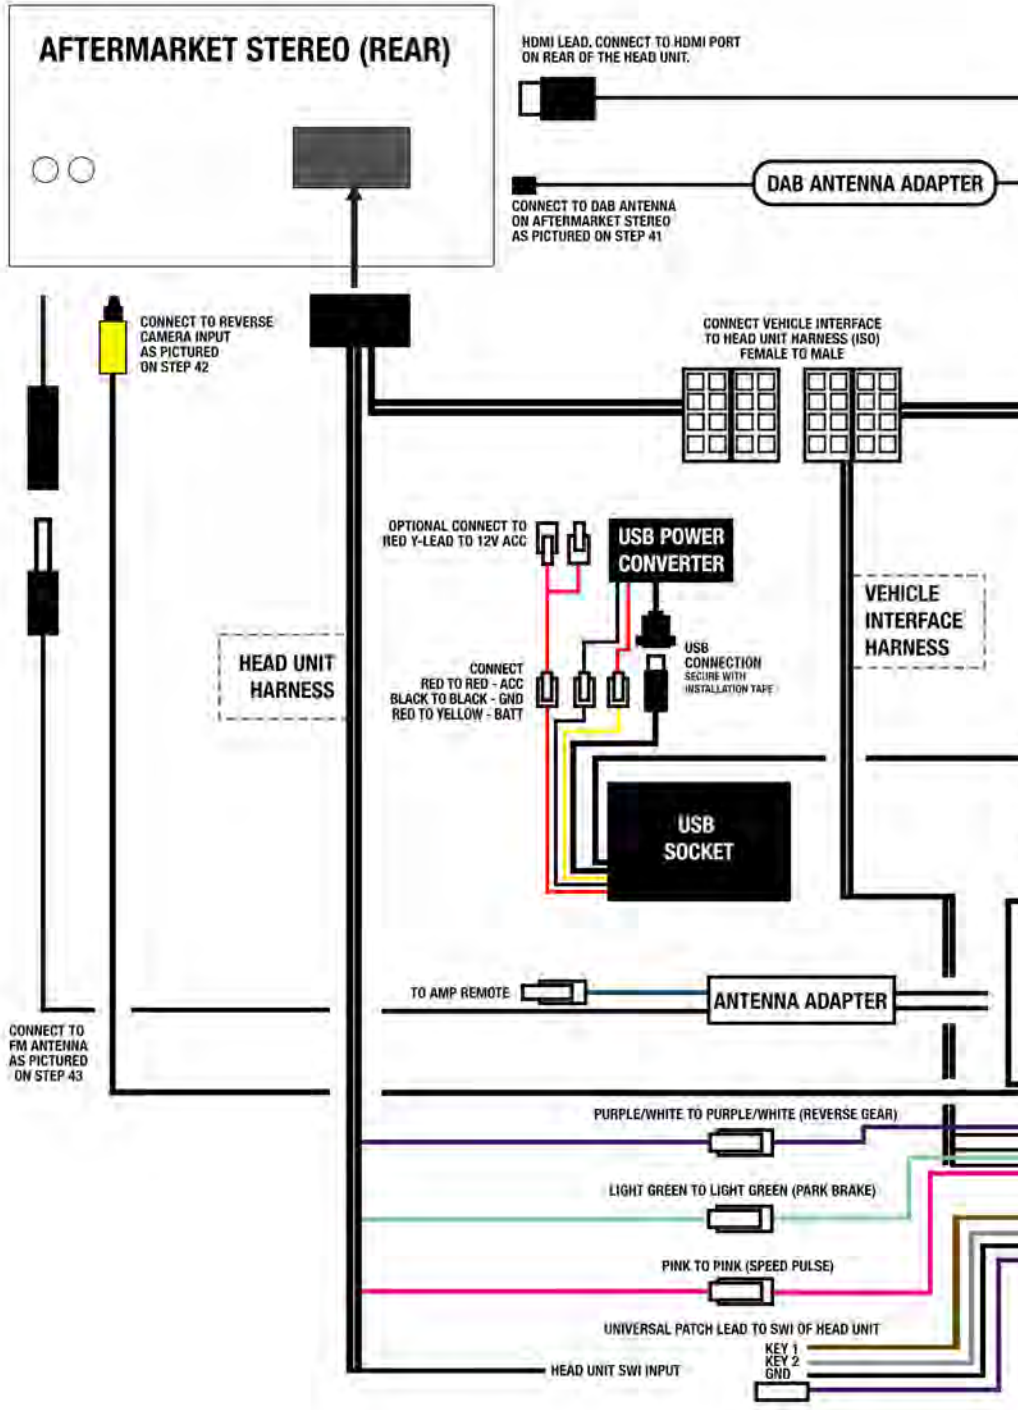 AFTERMARKET STEREO (REAR)
HDMI LEAD. CONNECT TO HDMI PORT
ON REAR OF THE HEAD UNIT.
DAB ANTENNA ADAPTER
CONNECT TO DAB ANTENNA
ON AFTERMARKET STEREO
AS PICTURED ON STEP 41
CONNECT TO REVERSE
CAMERA INPUT
AS PICTURED
ON STEP 42
CONNECT VEHICLE INTERFACE
TO HEAD UNIT HARNESS (ISO)
FEMALE TO MALE
OPTIONAL CONNECT TO
RED Y-LEAD TO 12V ACC
USB POWER
CONVERTER
VEHICLE
INTERFACE
HARNESS
HEAD UNIT
HARNESS
USB
CONNECTION
SECURE WITH
INSTALLATION TAPE
CONNECT
RED TO RED - ACC
BLACK TO BLACK - GND
RED TO YELLOW - BATT
USB
SOCKET
TO AMP REMOTE
ANTENNA ADAPTER
CONNECT TO
FM ANTENNA
AS PICTURED
ON STEP 43
PURPLE/WHITE TO PURPLE/WHITE (REVERSE GEAR)
LIGHT GREEN TO LIGHT GREEN (PARK BRAKE)
PINK TO PINK (SPEED PULSE)
UNIVERSAL PATCH LEAD TO SWI OF HEAD UNIT
KEY 1
KEY 2
GND
HEAD UNIT SWI INPUT